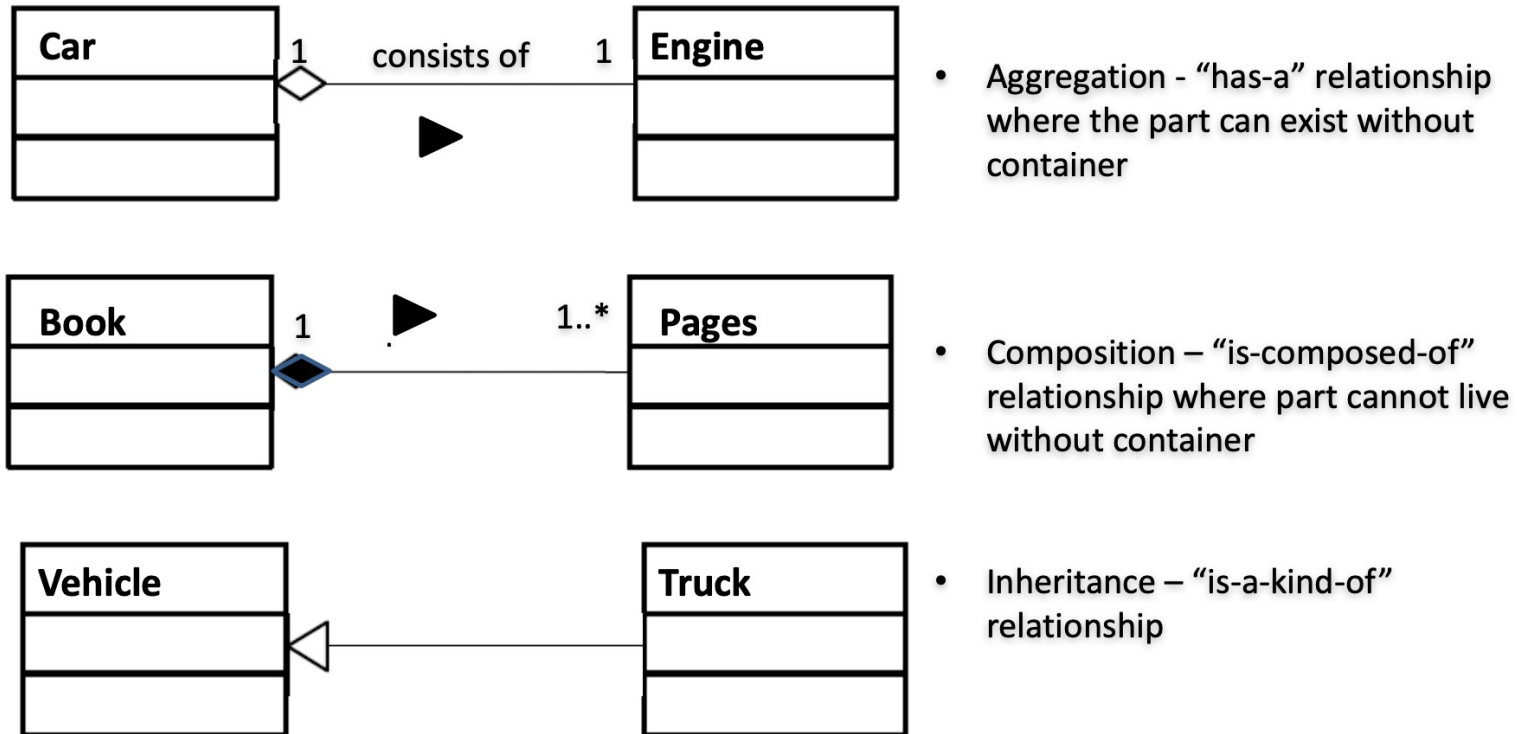 Car
1
consists of
1
Engine
• Aggregation - “has-a” relationship
where the part can exist without
container
Book
1
1..*
Pages
• Composition – “is-composed-of”
relationship where part cannot live
without container
Vehicle
Truck
• Inheritance – “is-a-kind-of”
relationship